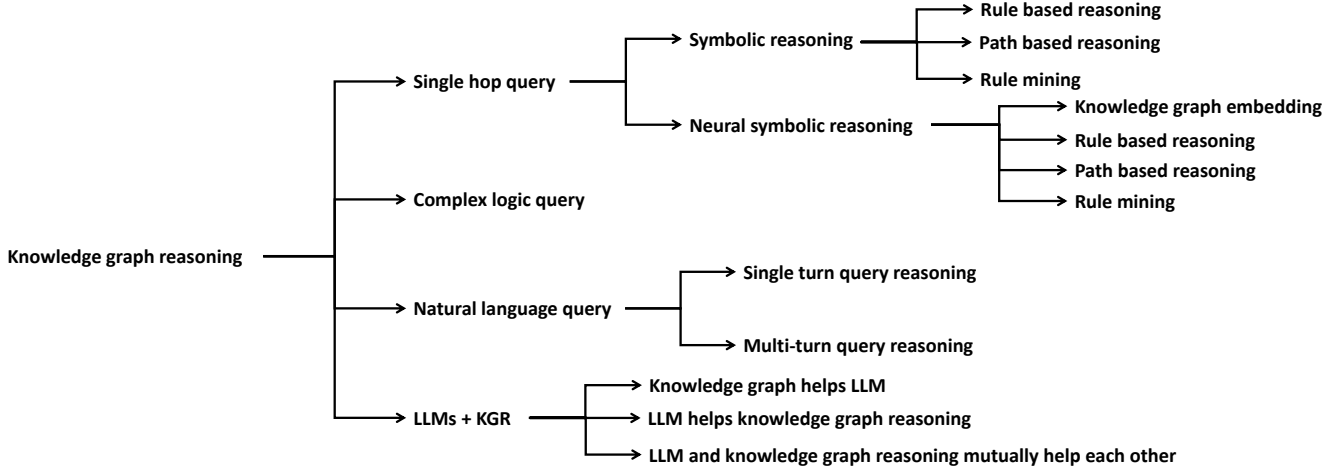 Rule based reasoning
Symbolic reasoning
Path based reasoning
Single hop query
Rule mining
Knowledge graph embedding
Neural symbolic reasoning
Rule based reasoning
Path based reasoning
Complex logic query
Rule mining
Knowledge graph reasoning
Single turn query reasoning
Natural language query
Multi-turn query reasoning
Knowledge graph helps LLM
LLMs + KGR
LLM helps knowledge graph reasoning
LLM and knowledge graph reasoning mutually help each other